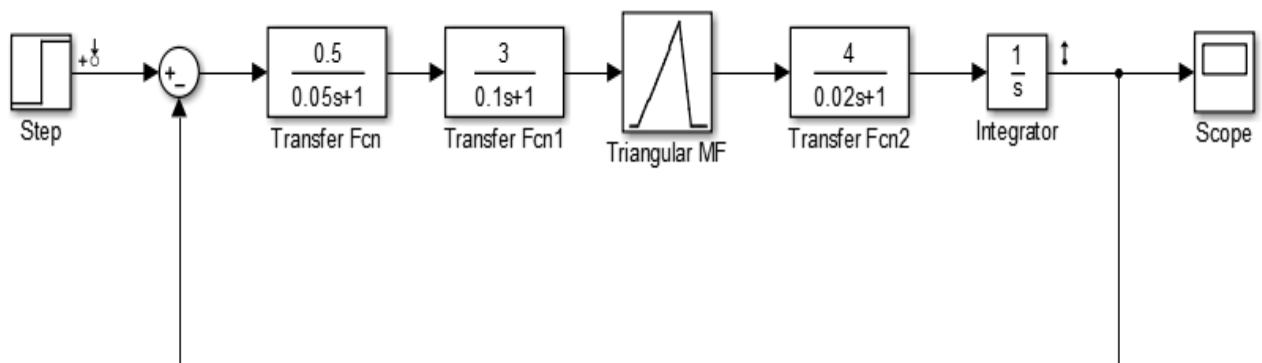 +
+
−
0.5
0.05s+1
3
0.1s+1
4
0.02s+1
1
s
Step
Transfer Fcn
Transfer Fcn1
Triangular MF
Transfer Fcn2
Integrator
Scope